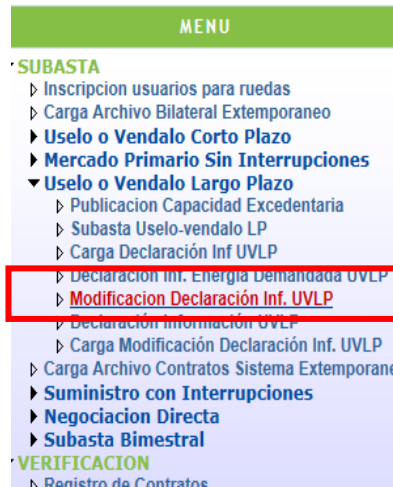 MENU
SUBASTA
Inscripcion usuarios para ruedas
Carga Archivo Bilateral Extemporaneo
Uselo o Vendalo Corto Plazo
Mercado Primario Sin Interrupciones
Uselo o Vendalo Largo Plazo
Publicacion Capacidad Excedentaria
Subasta Uselo-vendalo LP
Carga Declaración Inf UVLP
Declaración Inf. Energia Demandada UVLP
Modificacion Declaración Inf. UVLP
Declaración Información UVLP
Carga Modificación Declaración Inf. UVLP
Carga Archivo Contratos Sistema Extemporane
Suministro con Interrupciones
Negociacion Directa
Subasta Bimestral
VERIFICACION
Registro de Contratos